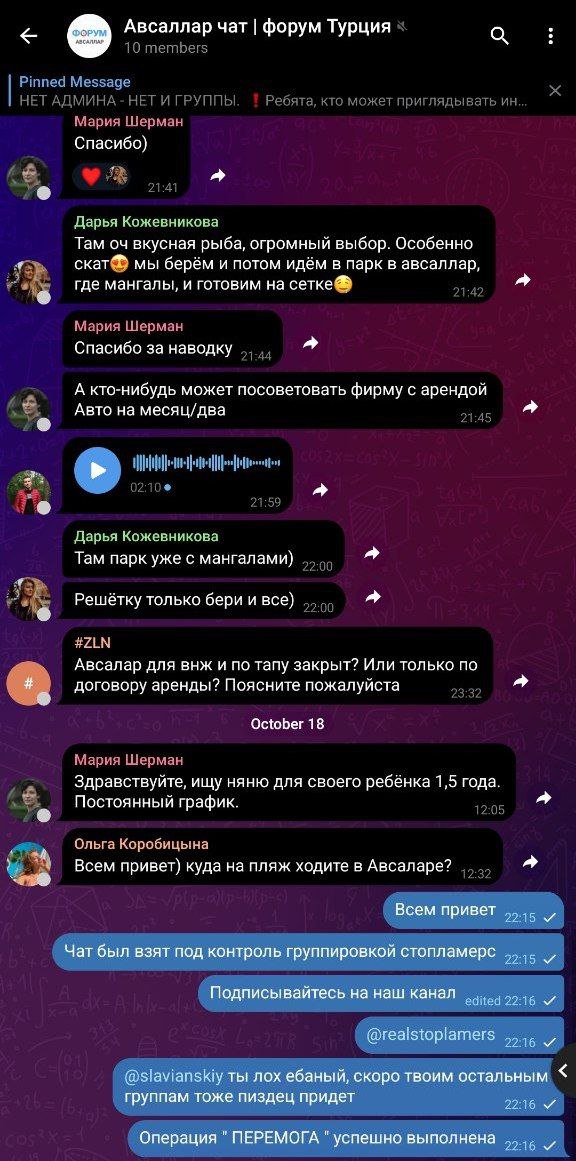 Авсаллар чат | форум Турция
10 members
ФОРУМ
АВСАЛЛАР
Pinned Message
НЕТ АДМИНА - НЕТ И ГРУППЫ. ❗Ребята, кто может приглядывать ин...
Мария Шерман
Спасибо)
21:41
Дарья Кожевникова
Там оч вкусная рыба, огромный выбор. Особенно
скат😍 мы берём и потом идём в парк в авсаллар,
где мангалы, и готовим на сетке☺️
21:42
Мария Шерман
Спасибо за наводку 21:44
А кто-нибудь может посоветовать фирму с арендой
Авто на месяц/два
21:45
02:10
21:59
Дарья Кожевникова
Там парк уже с мангалами) 22:00
Решётку только бери и все) 22:00
#ZLN
#
Авсалар для внж и по тапу закрыт? Или только по
договору аренды? Поясните пожалуйста
23:32
October 18
Мария Шерман
Здравствуйте, ищу няню для своего ребёнка 1,5 года.
Постоянный график.
12:05
Ольга Коробицына
Всем привет) куда на пляж ходите в Авсаларе? 12:32
Всем привет 22:15
Чат был взят под контроль группировкой стопламерс 22:15
Подписывайтесь на наш канал edited 22:16
@realstoplamers 22:16
@slavianskiy ты лох ебаный, скоро твоим остальным
группам тоже пиздец придет
22:16
Операция " ПЕРЕМОГА " успешно выполнена 22:16